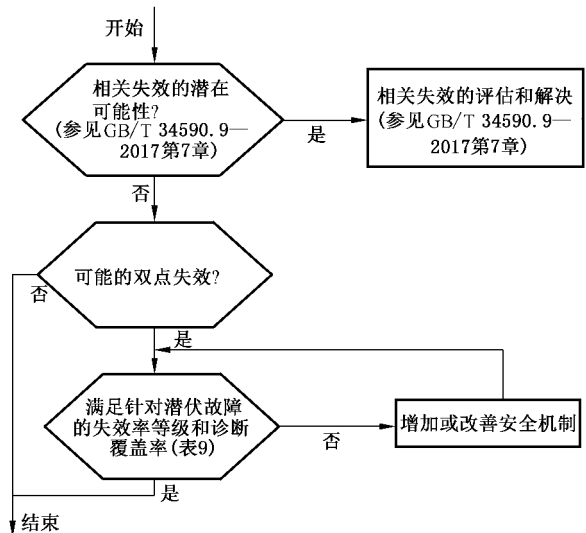 开始
相关失效的潜在
可能性?
(参见GB/T 34590.9—
2017第7章)
是
相关失效的评估和解决
(参见GB/T 34590.9—
2017第7章)
否
可能的双点失效?
否
是
满足针对潜伏故障
的失效率等级和诊断
覆盖率(表9)
否
增加或改善安全机制
是
结束